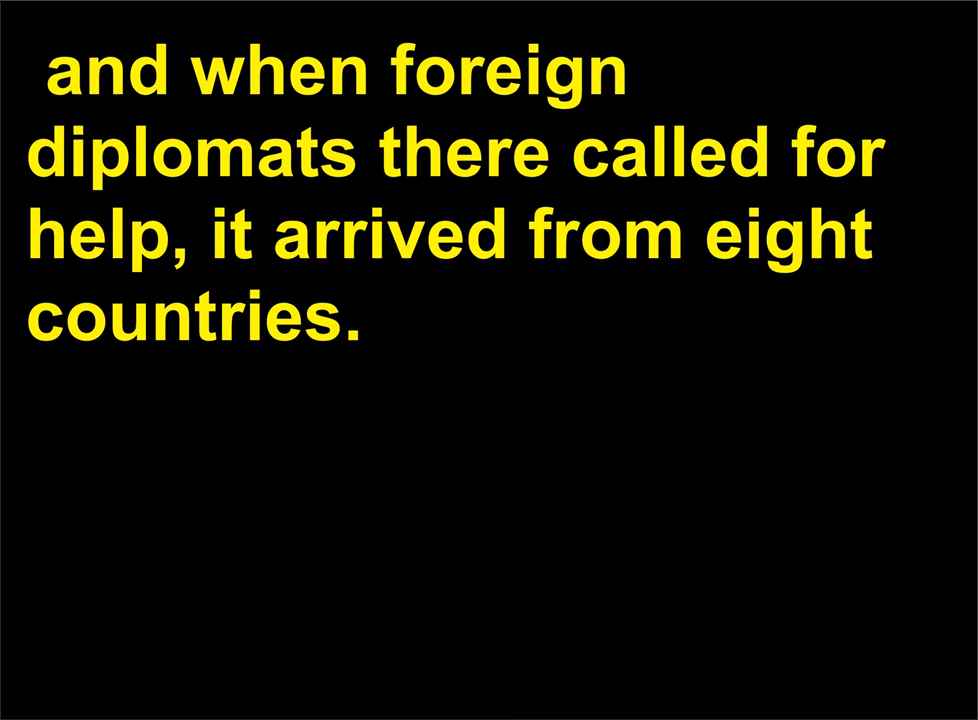 and when foreign
diplomats there called for
help, it arrived from eight
countries.